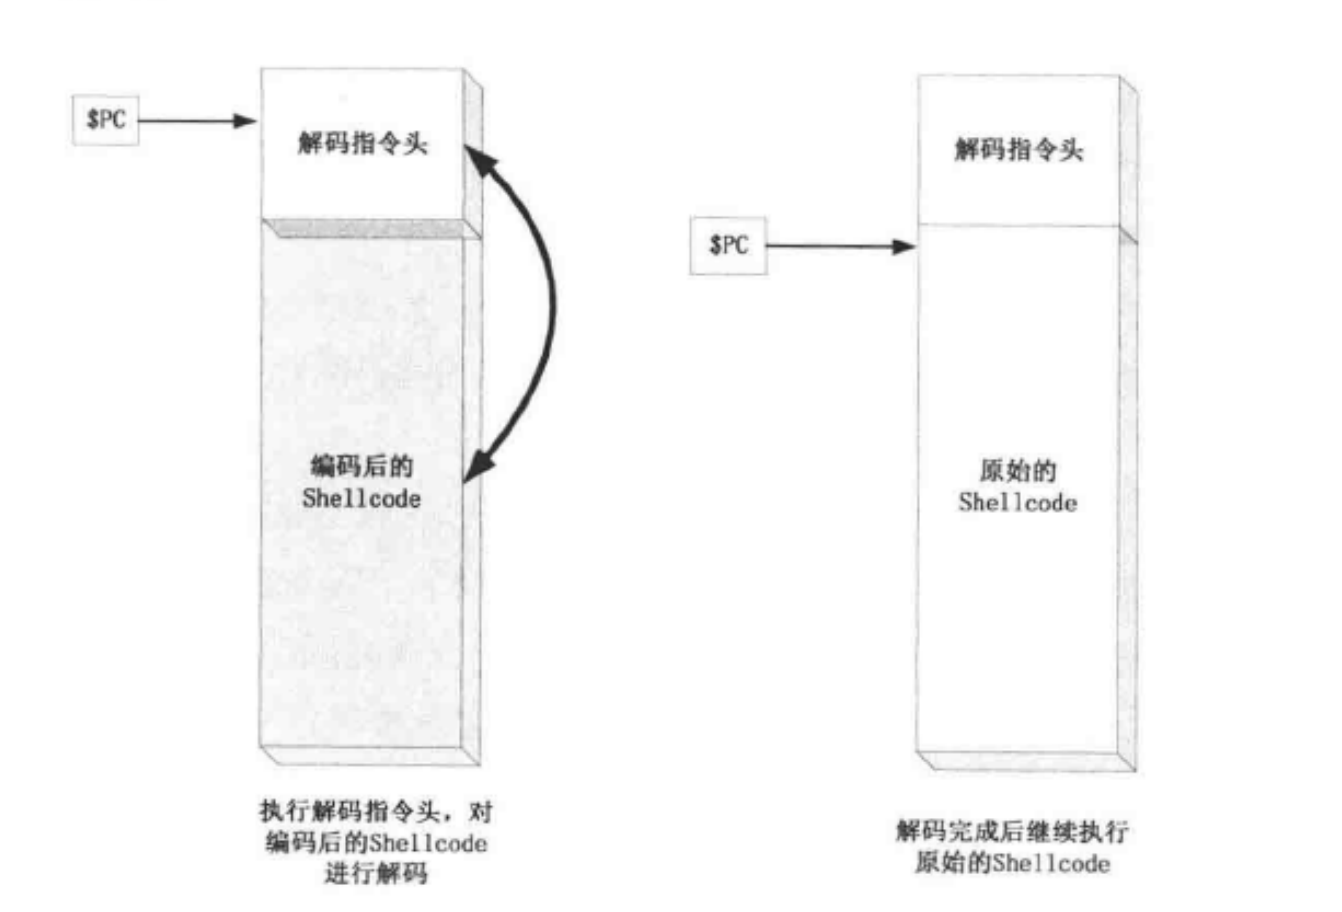 $PC
解码指令头
编码后的
Shellcode
执行解码指令头，对
编码后的Shellcode
进行解码
解码指令头
$PC
原始的
Shellcode
解码完成后继续执行
原始的Shellcode